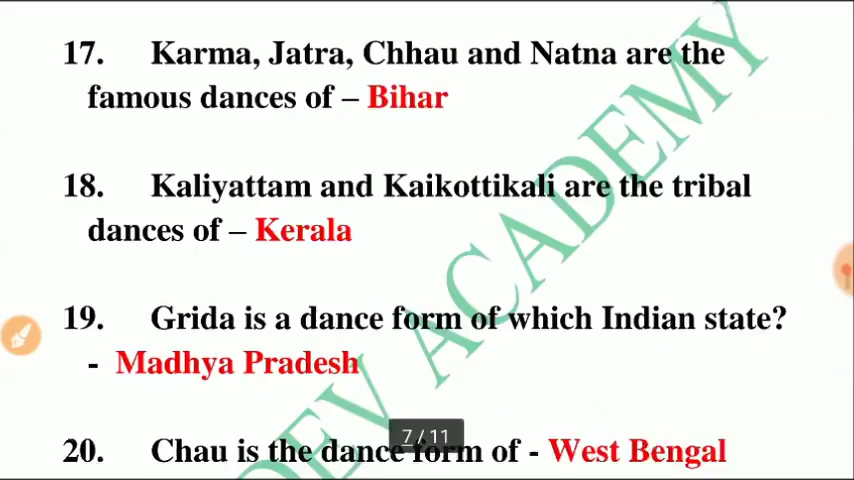 17. Karma, Jatra, Chhau and Natna are the
famous dances of – Bihar
18. Kaliyattam and Kaikottikali are the tribal
dances of – Kerala
19. Grida is a dance form of which Indian state?
- Madhya Pradesh
20. Chau is the dance form of - West Bengal
7 / 11
DEV ACADEMY